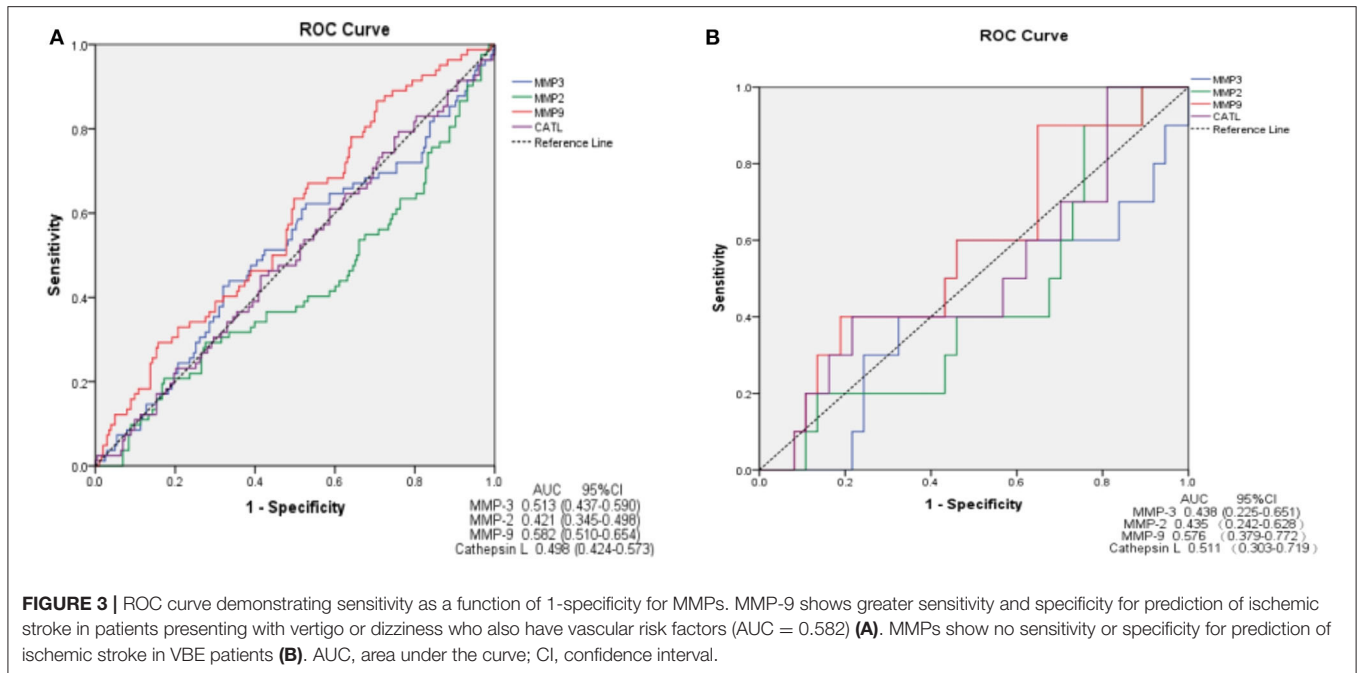 A
ROC Curve
1.0
0.8
0.6
0.4
0.2
0.0
Sensitivity
0.0 0.2 0.4 0.6 0.8 1.0
1 - Specificity
MMP3
MMP2
MMP9
CATL
Reference Line
AUC 95%CI
MMP-3 0.513 (0.437-0.590)
MMP-2 0.421 (0.345-0.498)
MMP-9 0.582 (0.510-0.654)
Cathepsin L 0.498 (0.424-0.573)
B
ROC Curve
1.0
0.8
0.6
0.4
0.2
0.0
Sensitivity
0.0 0.2 0.4 0.6 0.8 1.0
1 - Specificity
MMP3
MMP2
MMP9
CATL
Reference Line
AUC 95%CI
MMP-3 0.438 (0.225-0.651)
MMP-2 0.435 （0.242-0.628）
MMP-9 0.576 （0.379-0.772）
Cathepsin L 0.511 （0.303-0.719）
FIGURE 3 | ROC curve demonstrating sensitivity as a function of 1-specificity for MMPs. MMP-9 shows greater sensitivity and specificity for prediction of ischemic
stroke in patients presenting with vertigo or dizziness who also have vascular risk factors (AUC = 0.582) (A). MMPs show no sensitivity or specificity for prediction of
ischemic stroke in VBE patients (B). AUC, area under the curve; CI, confidence interval.